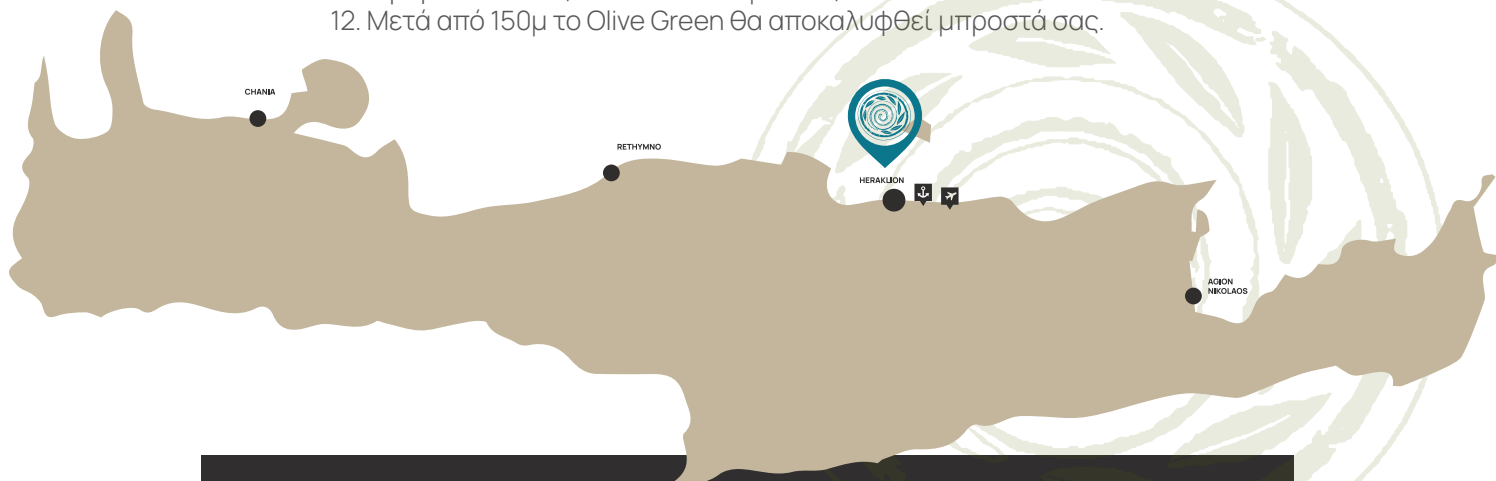 12. Μετά από 150μ το Olive Green θα αποκαλυφθεί μπροστά σας.
CHANIA
RETHYMNO
HERAKLION
AGION
NIKOLAOS